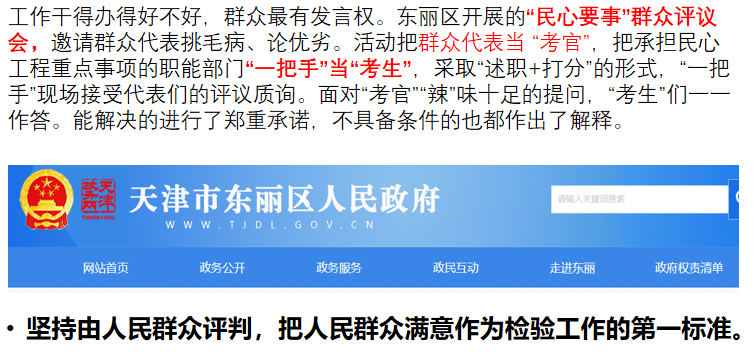 工作干得办得好不好，群众最有发言权。东丽区开展的“民心要事”群众评议
会，邀请群众代表挑毛病、论优劣。活动把群众代表当 “考官”，把承担民心
工程重点事项的职能部门“一把手”当“考生”，采取“述职+打分”的形式，“一把
手”现场接受代表们的评议质询。面对“考官”“辣”味十足的提问，“考生”们一一
作答。能解决的进行了郑重承诺，不具备条件的也都作出了解释。
天津政务网
天津市东丽区人民政府
WWW.TJDL.GOV.CN
请输入关键词搜索
网站首页 政务公开 政务服务 政民互动 走进东丽 政府权责清单
• 坚持由人民群众评判，把人民群众满意作为检验工作的第一标准。